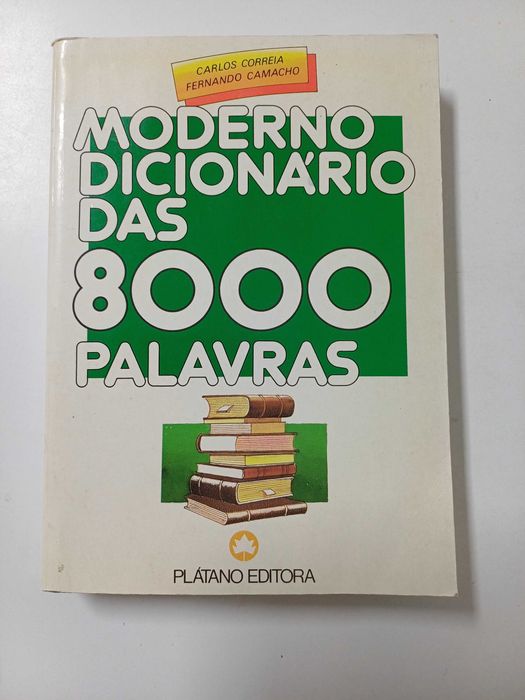 CARLOS CORREIA
FERNANDO CAMACHO
MODERNO
DICIONÁRIO
DAS
8000
PALAVRAS
PLÁTANO EDITORA